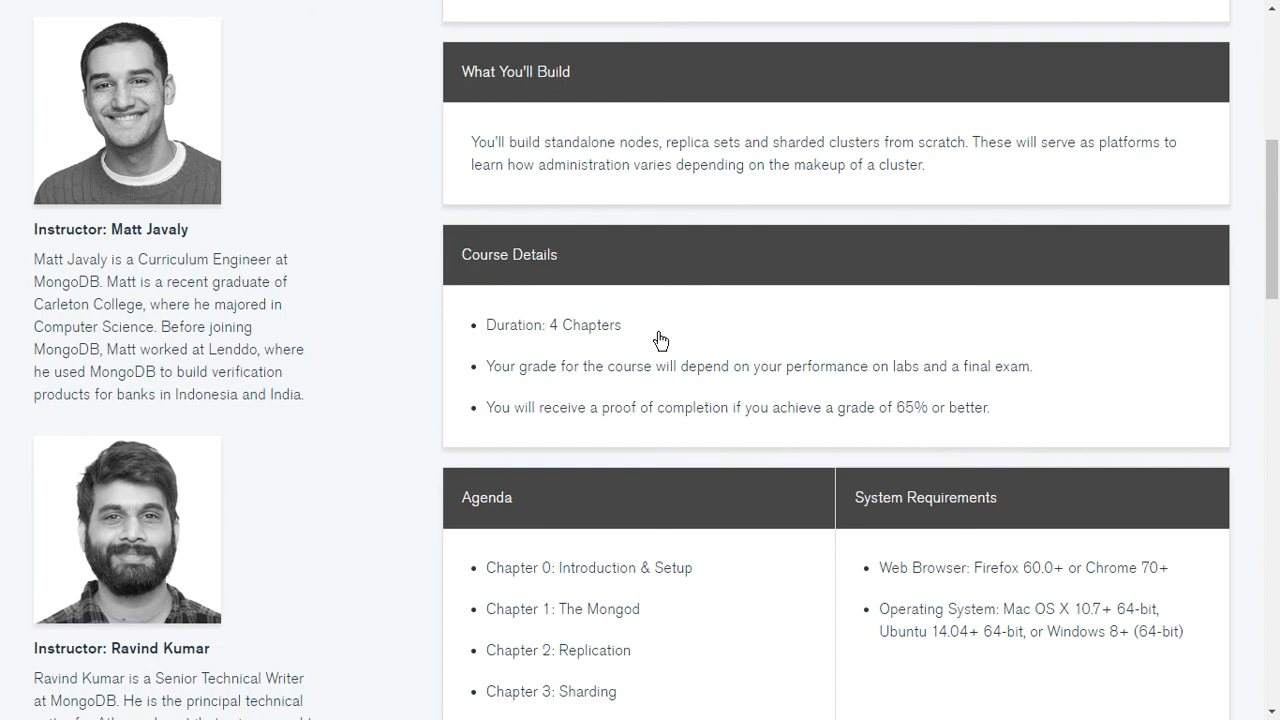 Instructor: Matt Javaly
Matt Javaly is a Curriculum Engineer at
MongoDB. Matt is a recent graduate of
Carleton College, where he majored in
Computer Science. Before joining
MongoDB, Matt worked at Lenddo, where
he used MongoDB to build verification
products for banks in Indonesia and India.
Instructor: Ravind Kumar
Ravind Kumar is a Senior Technical Writer
at MongoDB. He is the principal technical
What You'll Build
You'll build standalone nodes, replica sets and sharded clusters from scratch. These will serve as platforms to
learn how administration varies depending on the makeup of a cluster.
Course Details
• Duration: 4 Chapters
• Your grade for the course will depend on your performance on labs and a final exam.
• You will receive a proof of completion if you achieve a grade of 65% or better.
Agenda
• Chapter 0: Introduction & Setup
• Chapter 1: The Mongod
• Chapter 2: Replication
• Chapter 3: Sharding
System Requirements
• Web Browser: Firefox 60.0+ or Chrome 70+
• Operating System: Mac OS X 10.7+ 64-bit,
Ubuntu 14.04+ 64-bit, or Windows 8+ (64-bit)